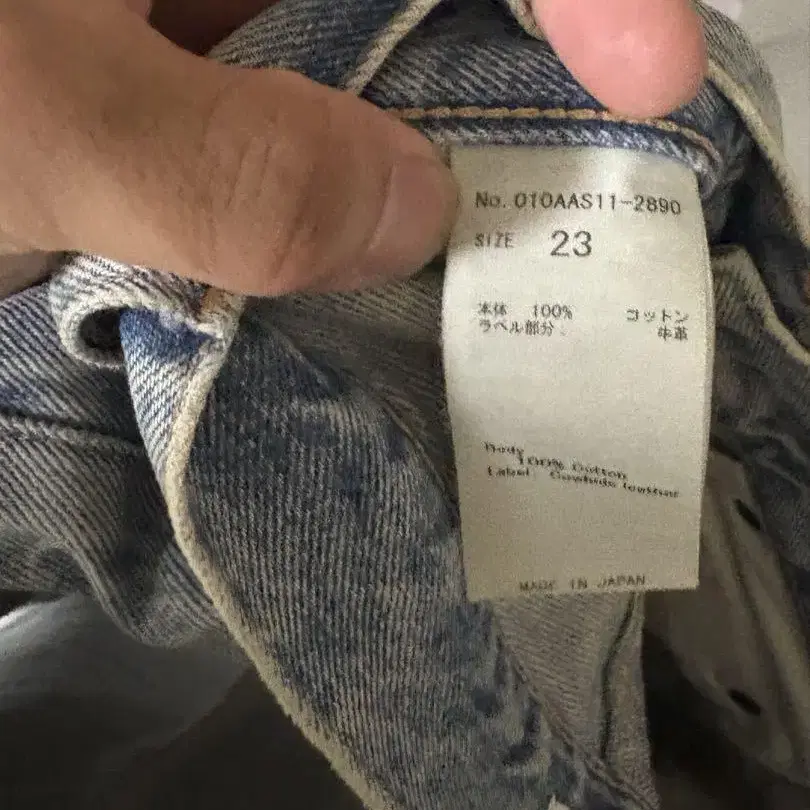 No. 010AAS11-2890
SIZE 23
本体 100% コットン
ラベル部分 牛革
Body
100% Cotton
Label Cowhide leather
MADE IN JAPAN